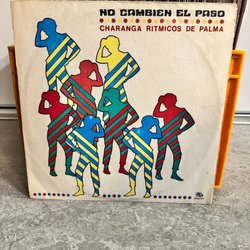 NO CAMBIEN EL PASO
CHARANGA RITMICOS DE PALMA